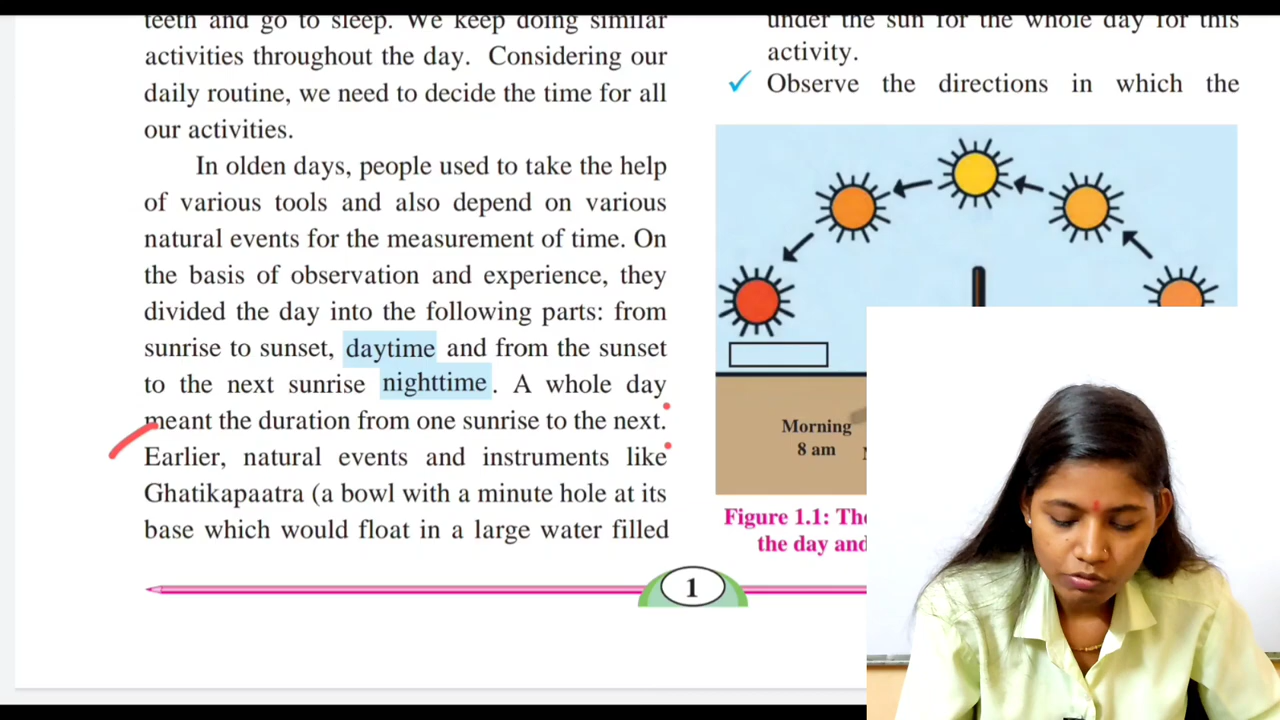 teeth and go to sleep. We keep doing similar
activities throughout the day. Considering our
daily routine, we need to decide the time for all
our activities.
In olden days, people used to take the help
of various tools and also depend on various
natural events for the measurement of time. On
the basis of observation and experience, they
divided the day into the following parts: from
sunrise to sunset, daytime and from the sunset
to the next sunrise nighttime. A whole day
meant the duration from one sunrise to the next.
Earlier, natural events and instruments like
Ghatikapaatra (a bowl with a minute hole at its
base which would float in a large water filled
under the sun for the whole day for this
activity.
✓ Observe the directions in which the
Morning
8 am
Figure 1.1: The
the day and
1